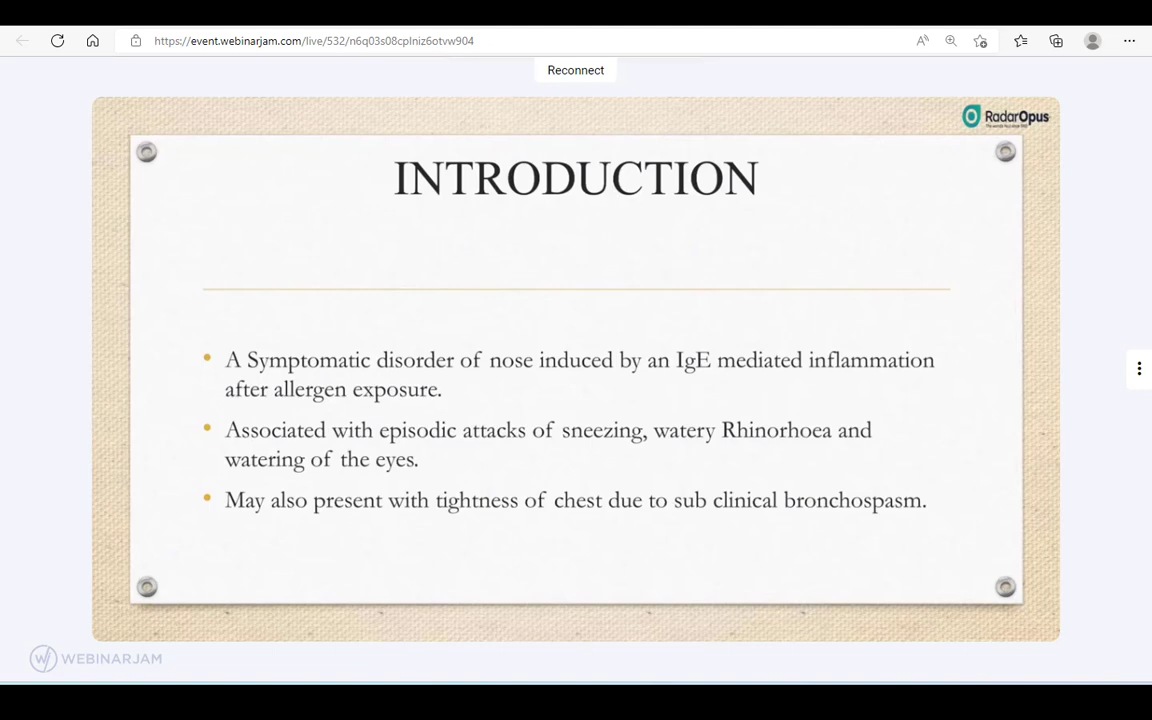 https://event.webinarjam.com/live/532/n6q03s08cplniz6otvw904
Reconnect
RadarOpus
INTRODUCTION
• A Symptomatic disorder of nose induced by an IgE mediated inflammation
after allergen exposure.
• Associated with episodic attacks of sneezing, watery Rhinorhoea and
watering of the eyes.
• May also present with tightness of chest due to sub clinical bronchospasm.
WEBINARJAM